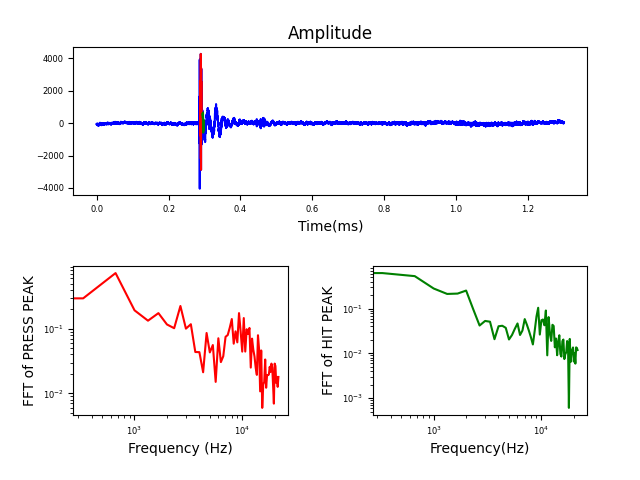 Amplitude
4000
2000
0
−2000
−4000
0.0 0.2 0.4 0.6 0.8 1.0 1.2
Time(ms)
FFT of PRESS PEAK
10⁻¹
10⁻²
10³ 10⁴
Frequency (Hz)
FFT of HIT PEAK
10⁻¹
10⁻²
10⁻³
10³ 10⁴
Frequency(Hz)